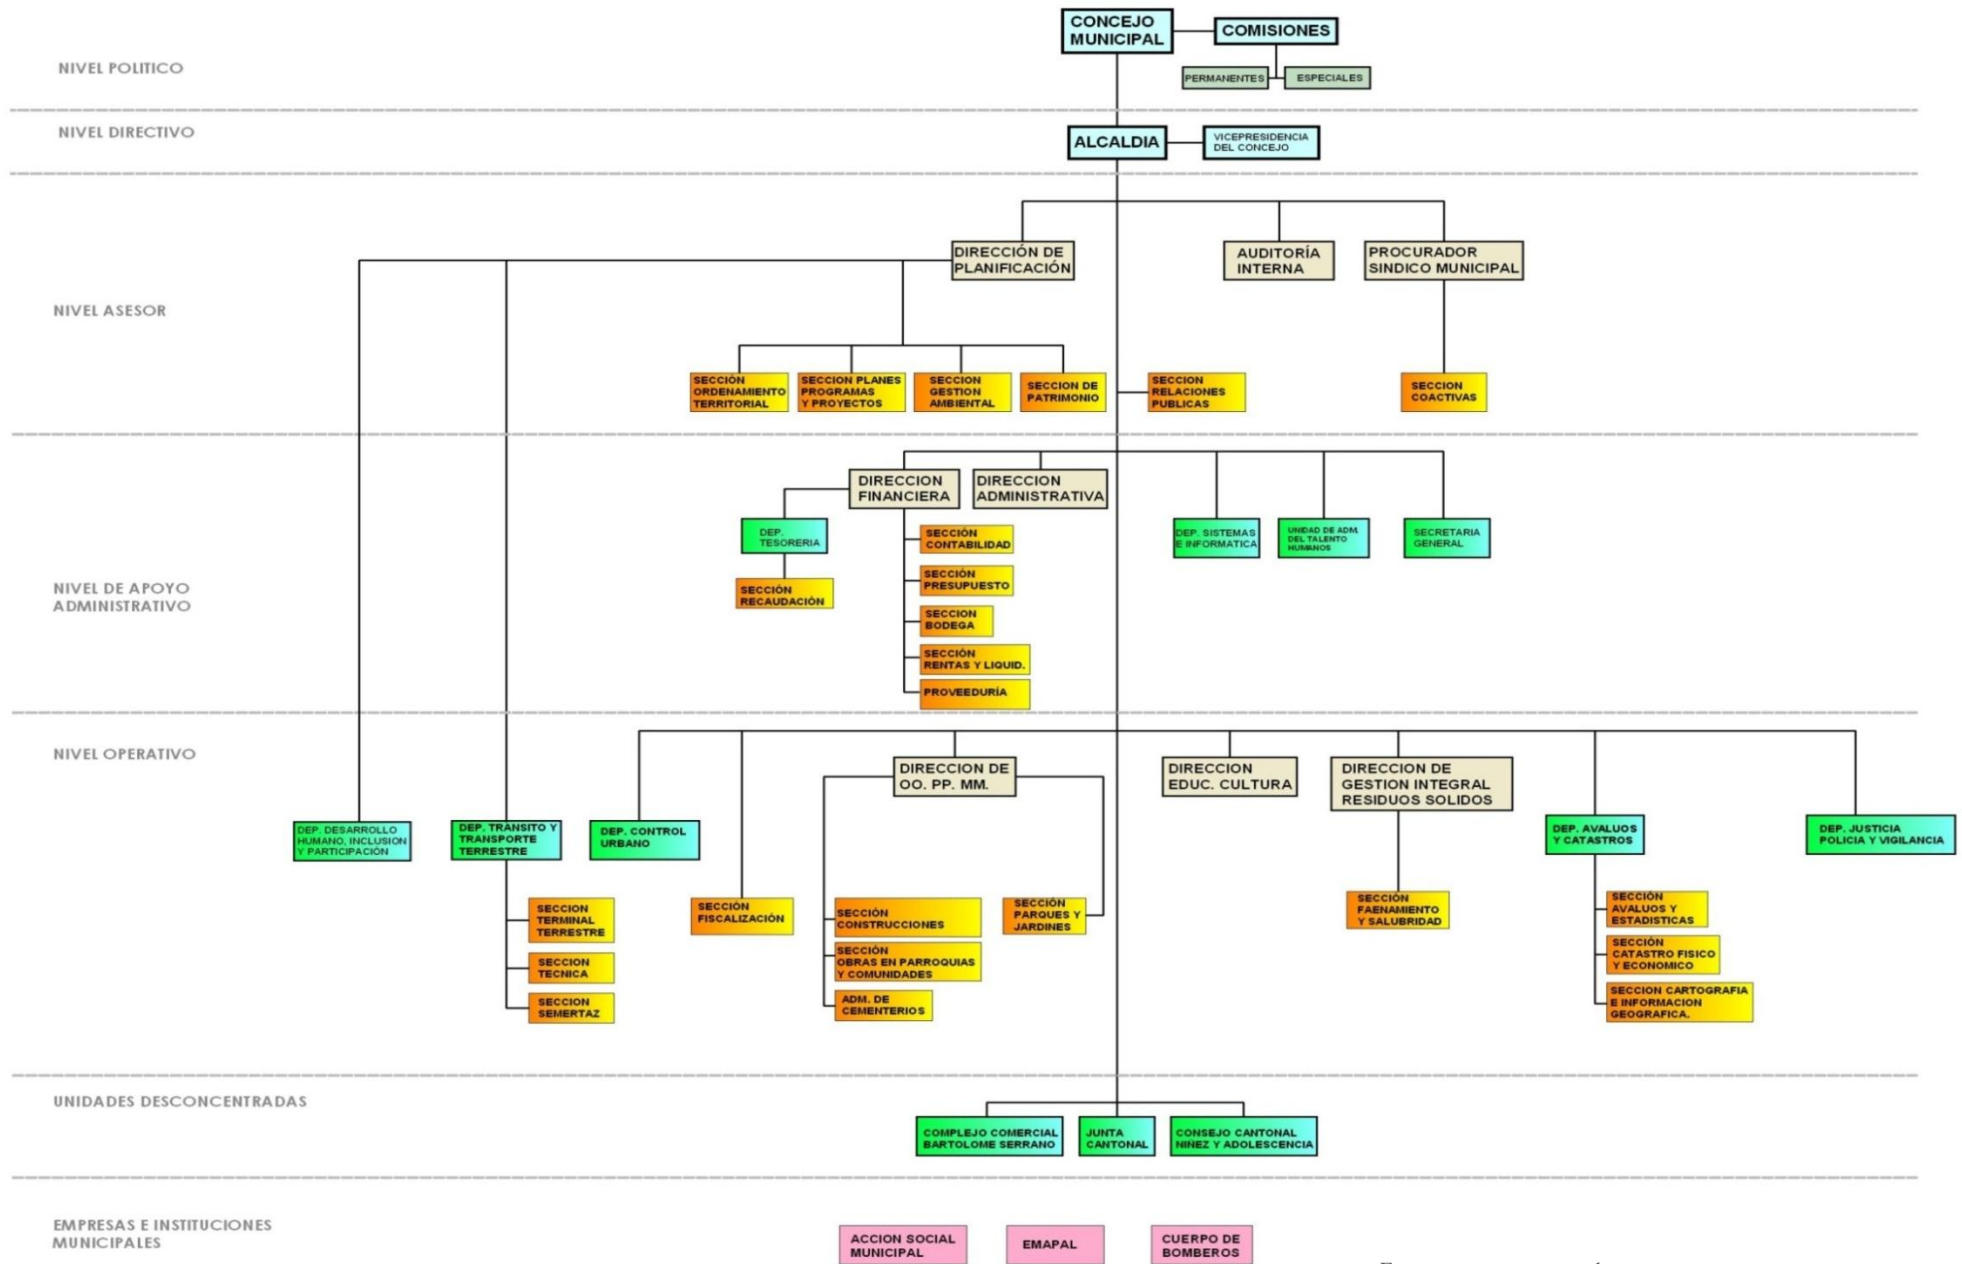 CONCEJO
MUNICIPAL
COMISIONES
PERMANENTES
ESPECIALES
NIVEL POLITICO
NIVEL DIRECTIVO
ALCALDIA
VICEPRESIDENCIA
DEL CONCEJO
DIRECCIÓN DE
PLANIFICACIÓN
AUDITORÍA
INTERNA
PROCURADOR
SINDICO MUNICIPAL
NIVEL ASESOR
SECCIÓN
ORDENAMIENTO
TERRITORIAL
SECCION PLANES
PROGRAMAS
Y PROYECTOS
SECCION
GESTION
AMBIENTAL
SECCION DE
PATRIMONIO
SECCION
RELACIONES
PUBLICAS
SECCION
COACTIVAS
DIRECCION
FINANCIERA
DIRECCION
ADMINISTRATIVA
DEP.
TESORERIA
SECCIÓN
CONTABILIDAD
DEP. SISTEMAS
E INFORMATICA
UNIDAD DE ADM.
DEL TALENTO
HUMANOS
SECRETARIA
GENERAL
NIVEL DE APOYO
ADMINISTRATIVO
SECCIÓN
RECAUDACIÓN
SECCIÓN
PRESUPUESTO
SECCION
BODEGA
SECCIÓN
RENTAS Y LIQUID.
PROVEEDURÍA
NIVEL OPERATIVO
DIRECCION DE
OO. PP. MM.
DIRECCION
EDUC. CULTURA
DIRECCION DE
GESTION INTEGRAL
RESIDUOS SOLIDOS
DEP. DESARROLLO
HUMANO, INCLUSION
Y PARTICIPACIÓN
DEP. TRANSITO Y
TRANSPORTE
TERRESTRE
DEP. CONTROL
URBANO
DEP. AVALUOS
Y CATASTROS
DEP. JUSTICIA
POLICIA Y VIGILANCIA
SECCION
TERMINAL
TERRESTRE
SECCION
TECNICA
SECCION
SEMERTAZ
SECCIÓN
FISCALIZACIÓN
SECCIÓN
CONSTRUCCIONES
SECCIÓN
OBRAS EN PARROQUIAS
Y COMUNIDADES
ADM. DE
CEMENTERIOS
SECCIÓN
PARQUES Y
JARDINES
SECCIÓN
FAENAMIENTO
Y SALUBRIDAD
SECCIÓN
AVALUOS Y
ESTADISTICAS
SECCIÓN
CATASTRO FISICO
Y ECONOMICO
SECCION CARTOGRAFIA
E INFORMACION
GEOGRAFICA.
UNIDADES DESCONCENTRADAS
COMPLEJO COMERCIAL
BARTOLOME SERRANO
JUNTA
CANTONAL
CONSEJO CANTONAL
NIÑEZ Y ADOLESCENCIA
EMPRESAS E INSTITUCIONES
MUNICIPALES
ACCION SOCIAL
MUNICIPAL
EMAPAL
CUERPO DE
BOMBEROS